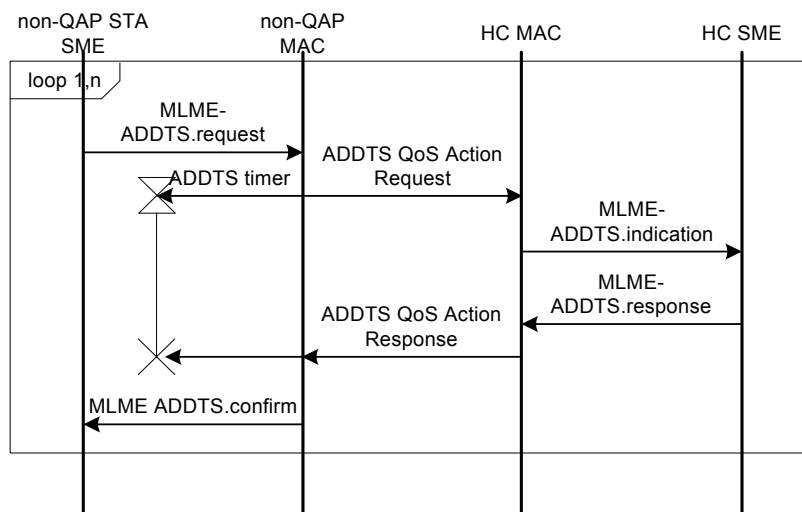 non-QAP STA
SME
non-QAP
MAC
HC MAC
HC SME
loop 1,n
MLME-
ADDTS.request
ADDTS timer
ADDTS QoS Action
Request
MLME-
ADDTS.indication
MLME-
ADDTS.response
ADDTS QoS Action
Response
MLME ADDTS.confirm